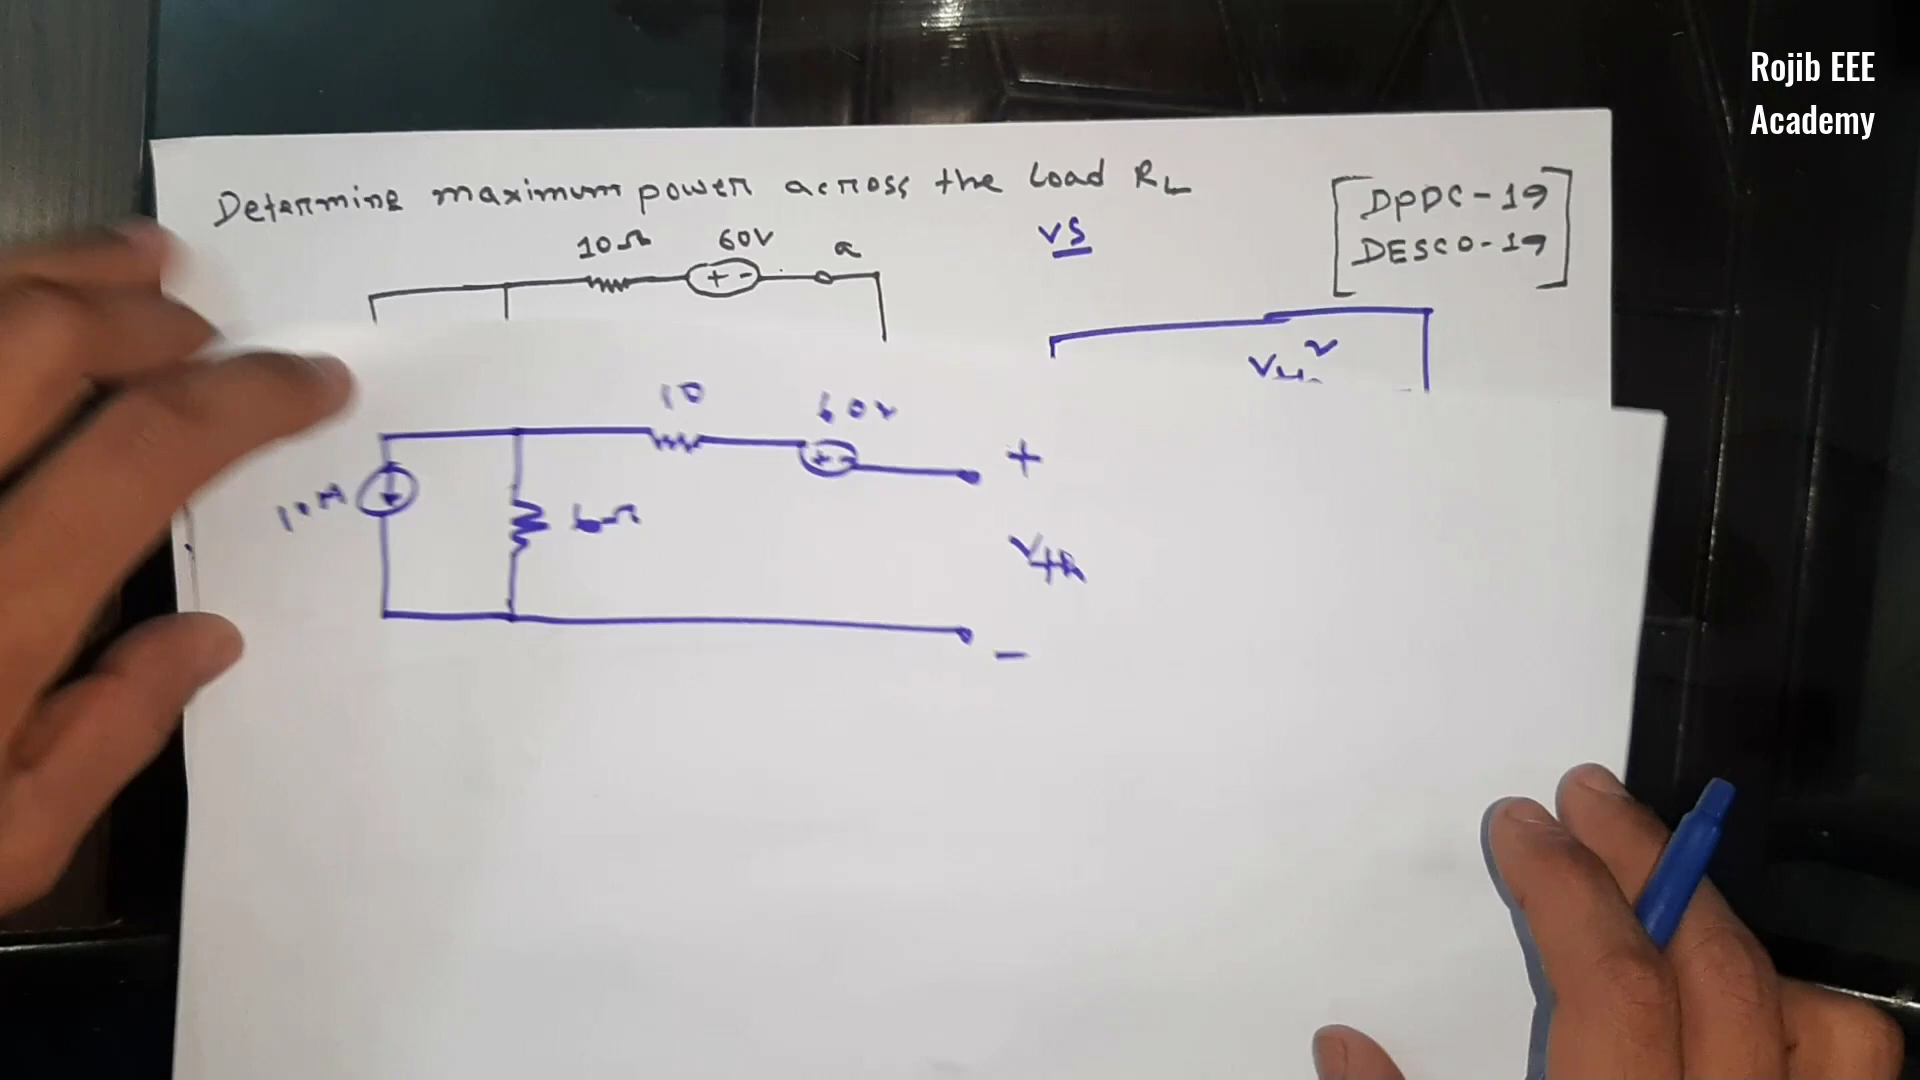 Rojib EEE
Academy
Determine maximum power across the Load RL
[DPDC-19
DESCO-19]
VS
10Ω 60V a
+ -
10 60V
+ -
+
10A
6Ω
Vth
-